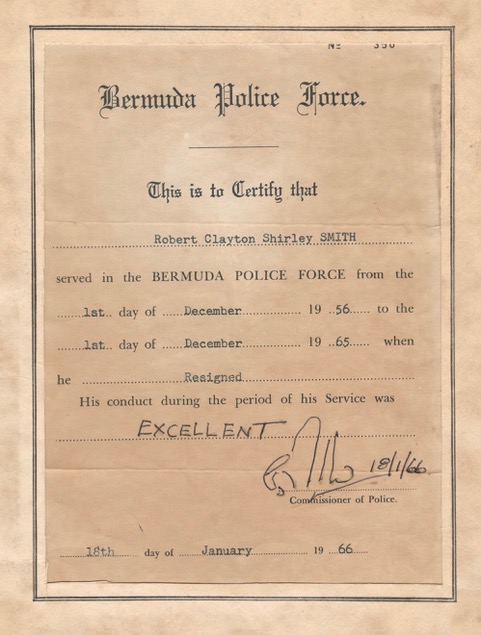 Nº 350
Bermuda Police Force.
This is to Certify that
Robert Clayton Shirley SMITH
served in the BERMUDA POLICE FORCE from the
1st day of December 19 56 to the
1st day of December 19 65 when
he Resigned
His conduct during the period of his Service was
EXCELLENT
18/1/66
Commissioner of Police.
18th day of January 19 66